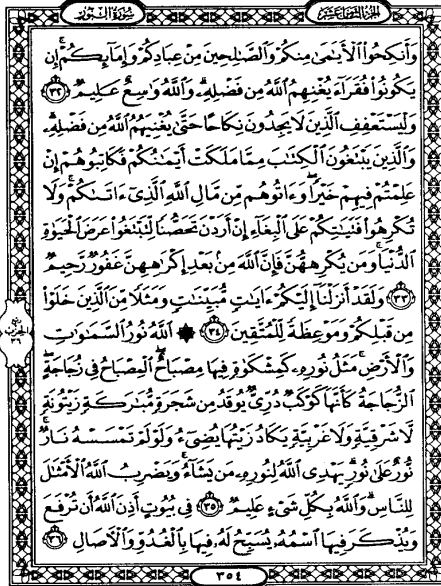 سُورَةُ النُّورِ
الجزء الثامن عشر
وَأَنكِحُوا۟ ٱلْأَيَـٰمَىٰ مِنكُمْ وَٱلصَّـٰلِحِينَ مِنْ عِبَادِكُمْ وَإِمَآئِكُمْ ۚ إِن
يَكُونُوا۟ فُقَرَآءَ يُغْنِهِمُ ٱللَّهُ مِن فَضْلِهِۦ ۗ وَٱللَّهُ وَٰسِعٌ عَلِيمٌ ٣٢
وَلْيَسْتَعْفِفِ ٱلَّذِينَ لَا يَجِدُونَ نِكَاحًا حَتَّىٰ يُغْنِيَهُمُ ٱللَّهُ مِن فَضْلِهِۦ ۗ
وَٱلَّذِينَ يَبْتَغُونَ ٱلْكِتَـٰبَ مِمَّا مَلَكَتْ أَيْمَـٰنُكُمْ فَكَاتِبُوهُمْ إِنْ
عَلِمْتُمْ فِيهِمْ خَيْرًا ۖ وَءَاتُوهُم مِّن مَّالِ ٱللَّهِ ٱلَّذِىٓ ءَاتَىٰكُمْ ۚ وَلَا
تُكْرِهُوا۟ فَتَيَـٰتِكُمْ عَلَى ٱلْبِغَآءِ إِنْ أَرَدْنَ تَحَصُّنًا لِّتَبْتَغُوا۟ عَرَضَ ٱلْحَيَوٰةِ
ٱلدُّنْيَا ۚ وَمَن يُكْرِههُّنَّ فَإِنَّ ٱللَّهَ مِنۢ بَعْدِ إِكْرَٰهِهِنَّ غَفُورٌ رَّحِيمٌ
٣٣ وَلَقَدْ أَنزَلْنَآ إِلَيْكُمْ ءَايَـٰتٍ مُّبَيِّنَـٰتٍ وَمَثَلًا مِّنَ ٱلَّذِينَ خَلَوْا۟
مِن قَبْلِكُمْ وَمَوْعِظَةً لِّلْمُتَّقِينَ ٣٤ ۞ ٱللَّهُ نُورُ ٱلسَّمَـٰوَٰتِ
وَٱلْأَرْضِ ۚ مَثَلُ نُورِهِۦ كَمِشْكَوٰةٍ فِيهَا مِصْبَاحٌ ۖ ٱلْمِصْبَاحُ فِى زُجَاجَةٍ ۖ
ٱلزُّجَاجَةُ كَأَنَّهَا كَوْكَبٌ دُرِّىٌّ يُوقَدُ مِن شَجَرَةٍ مُّبَـٰرَكَةٍ زَيْتُونَةٍ
لَّا شَرْقِيَّةٍ وَلَا غَرْبِيَّةٍ يَكَادُ زَيْتُهَا يُضِىٓءُ وَلَوْ لَمْ تَمْسَسْهُ نَارٌ ۚ
نُّورٌ عَلَىٰ نُورٍ ۗ يَهْدِى ٱللَّهُ لِنُورِهِۦ مَن يَشَآءُ ۚ وَيَضْرِبُ ٱللَّهُ ٱلْأَمْثَـٰلَ
لِلنَّاسِ ۗ وَٱللَّهُ بِكُلِّ شَىْءٍ عَلِيمٌ ٣٥ فِى بُيُوتٍ أَذِنَ ٱللَّهُ أَن تُرْفَعَ
وَيُذْكَرَ فِيهَا ٱسْمُهُۥ يُسَبِّحُ لَهُۥ فِيهَا بِٱلْغُدُوِّ وَٱلْـَٔاصَالِ ٣٦
٣٥٤